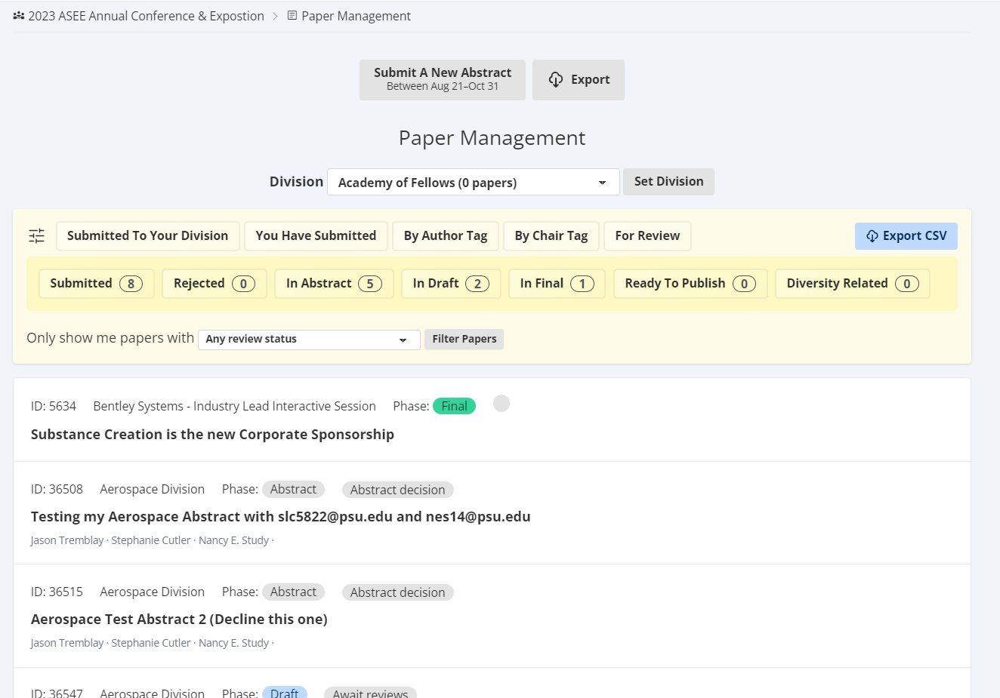 2023 ASEE Annual Conference & Expostion > Paper Management
Submit A New Abstract
Between Aug 21–Oct 31
Export
Paper Management
Division Academy of Fellows (0 papers) Set Division
Submitted To Your Division You Have Submitted By Author Tag By Chair Tag For Review Export CSV
Submitted 8 Rejected 0 In Abstract 5 In Draft 2 In Final 1 Ready To Publish 0 Diversity Related 0
Only show me papers with Any review status Filter Papers
ID: 5634 Bentley Systems - Industry Lead Interactive Session Phase: Final
Substance Creation is the new Corporate Sponsorship
ID: 36508 Aerospace Division Phase: Abstract Abstract decision
Testing my Aerospace Abstract with slc5822@psu.edu and nes14@psu.edu
Jason Tremblay · Stephanie Cutler · Nancy E. Study ·
ID: 36515 Aerospace Division Phase: Abstract Abstract decision
Aerospace Test Abstract 2 (Decline this one)
Jason Tremblay · Stephanie Cutler · Nancy E. Study ·
ID: 36547 Aerospace Division Phase: Draft Await reviews